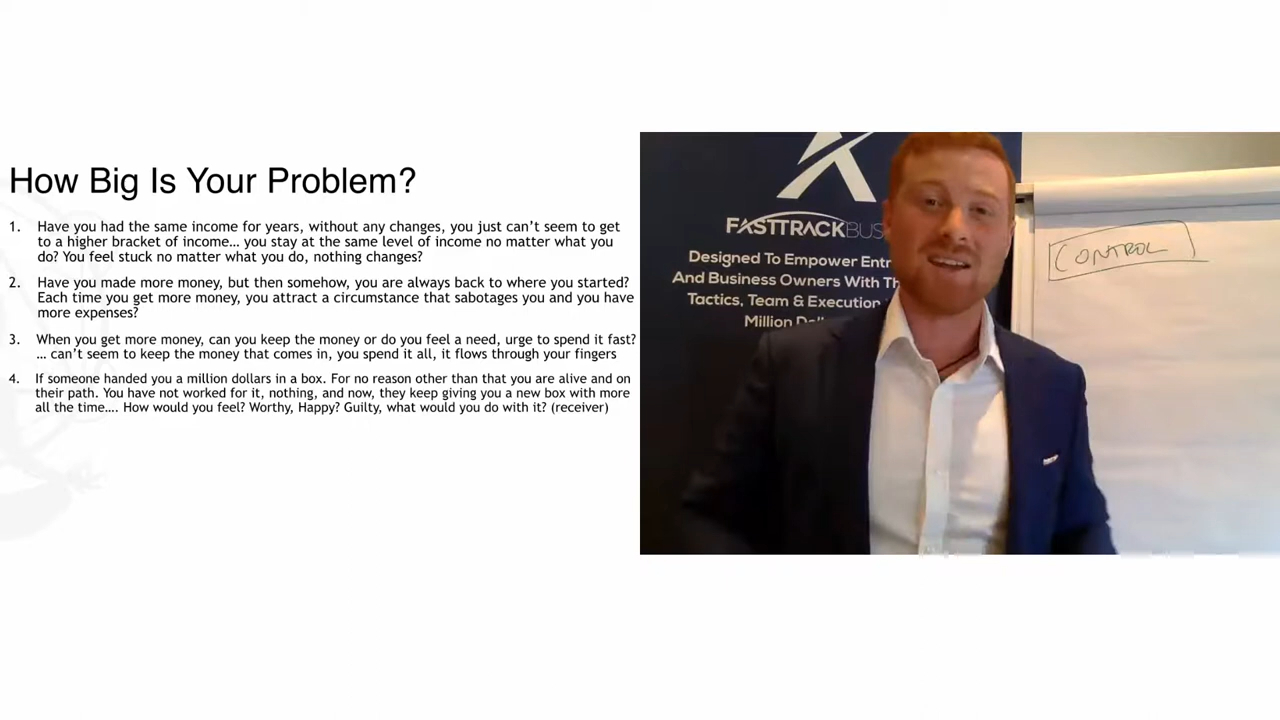 How Big Is Your Problem?
1. Have you had the same income for years, without any changes, you just can't seem to get
to a higher bracket of income... you stay at the same level of income no matter what you
do? You feel stuck no matter what you do, nothing changes?
2. Have you made more money, but then somehow, you are always back to where you started?
Each time you get more money, you attract a circumstance that sabotages you and you have
more expenses?
3. When you get more money, can you keep the money or do you feel a need, urge to spend it fast?
... can't seem to keep the money that comes in, you spend it all, it flows through your fingers
4. If someone handed you a million dollars in a box. For no reason other than that you are alive and on
their path. You have not worked for it, nothing, and now, they keep giving you a new box with more
all the time.... How would you feel? Worthy, Happy? Guilty, what would you do with it? (receiver)
FASTTRACKBUS
Designed To Empower Entr
And Business Owners With Th
Tactics, Team & Execution
Million
CONTROL